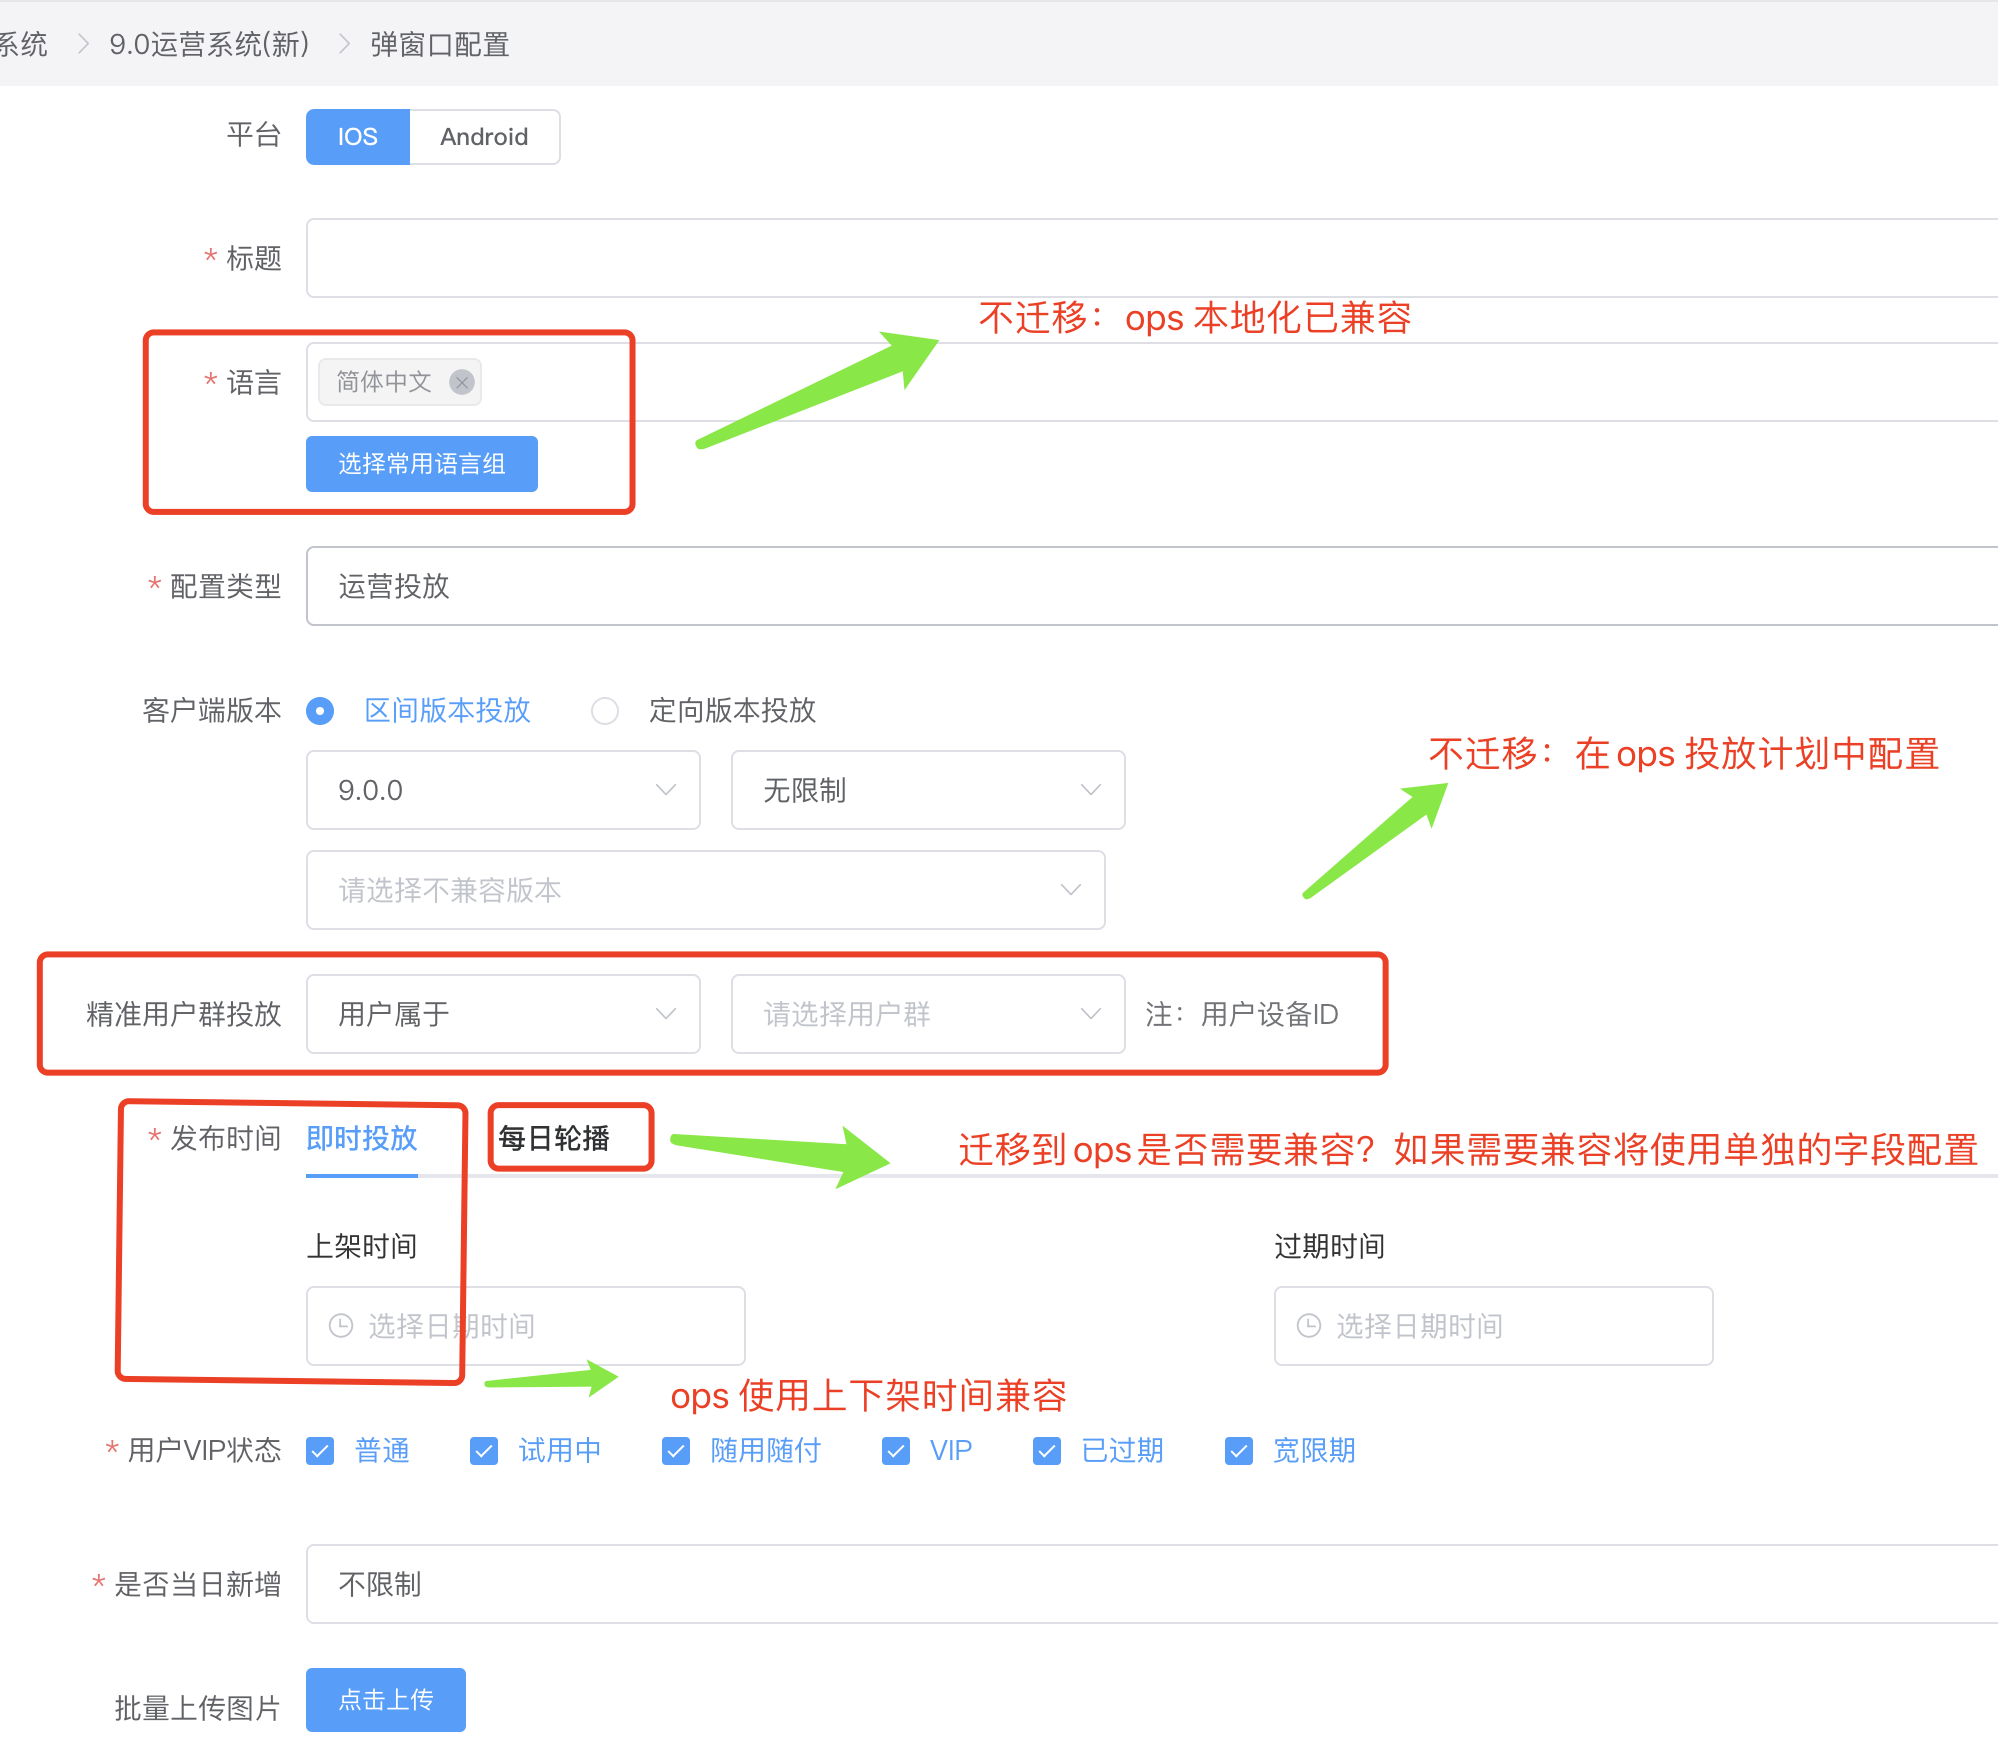 系统 > 9.0运营系统(新) > 弹窗口配置
平台 IOS Android
* 标题
不迁移：ops 本地化已兼容
* 语言 简体中文
选择常用语言组
* 配置类型 运营投放
客户端版本 区间版本投放 定向版本投放
不迁移：在 ops 投放计划中配置
9.0.0 无限制
请选择不兼容版本
精准用户群投放 用户属于 请选择用户群 注：用户设备ID
* 发布时间 即时投放 每日轮播
迁移到 ops 是否需要兼容？如果需要兼容将使用单独的字段配置
上架时间 过期时间
选择日期时间 选择日期时间
ops 使用上下架时间兼容
* 用户VIP状态 普通 试用中 随用随付 VIP 已过期 宽限期
* 是否当日新增 不限制
批量上传图片 点击上传